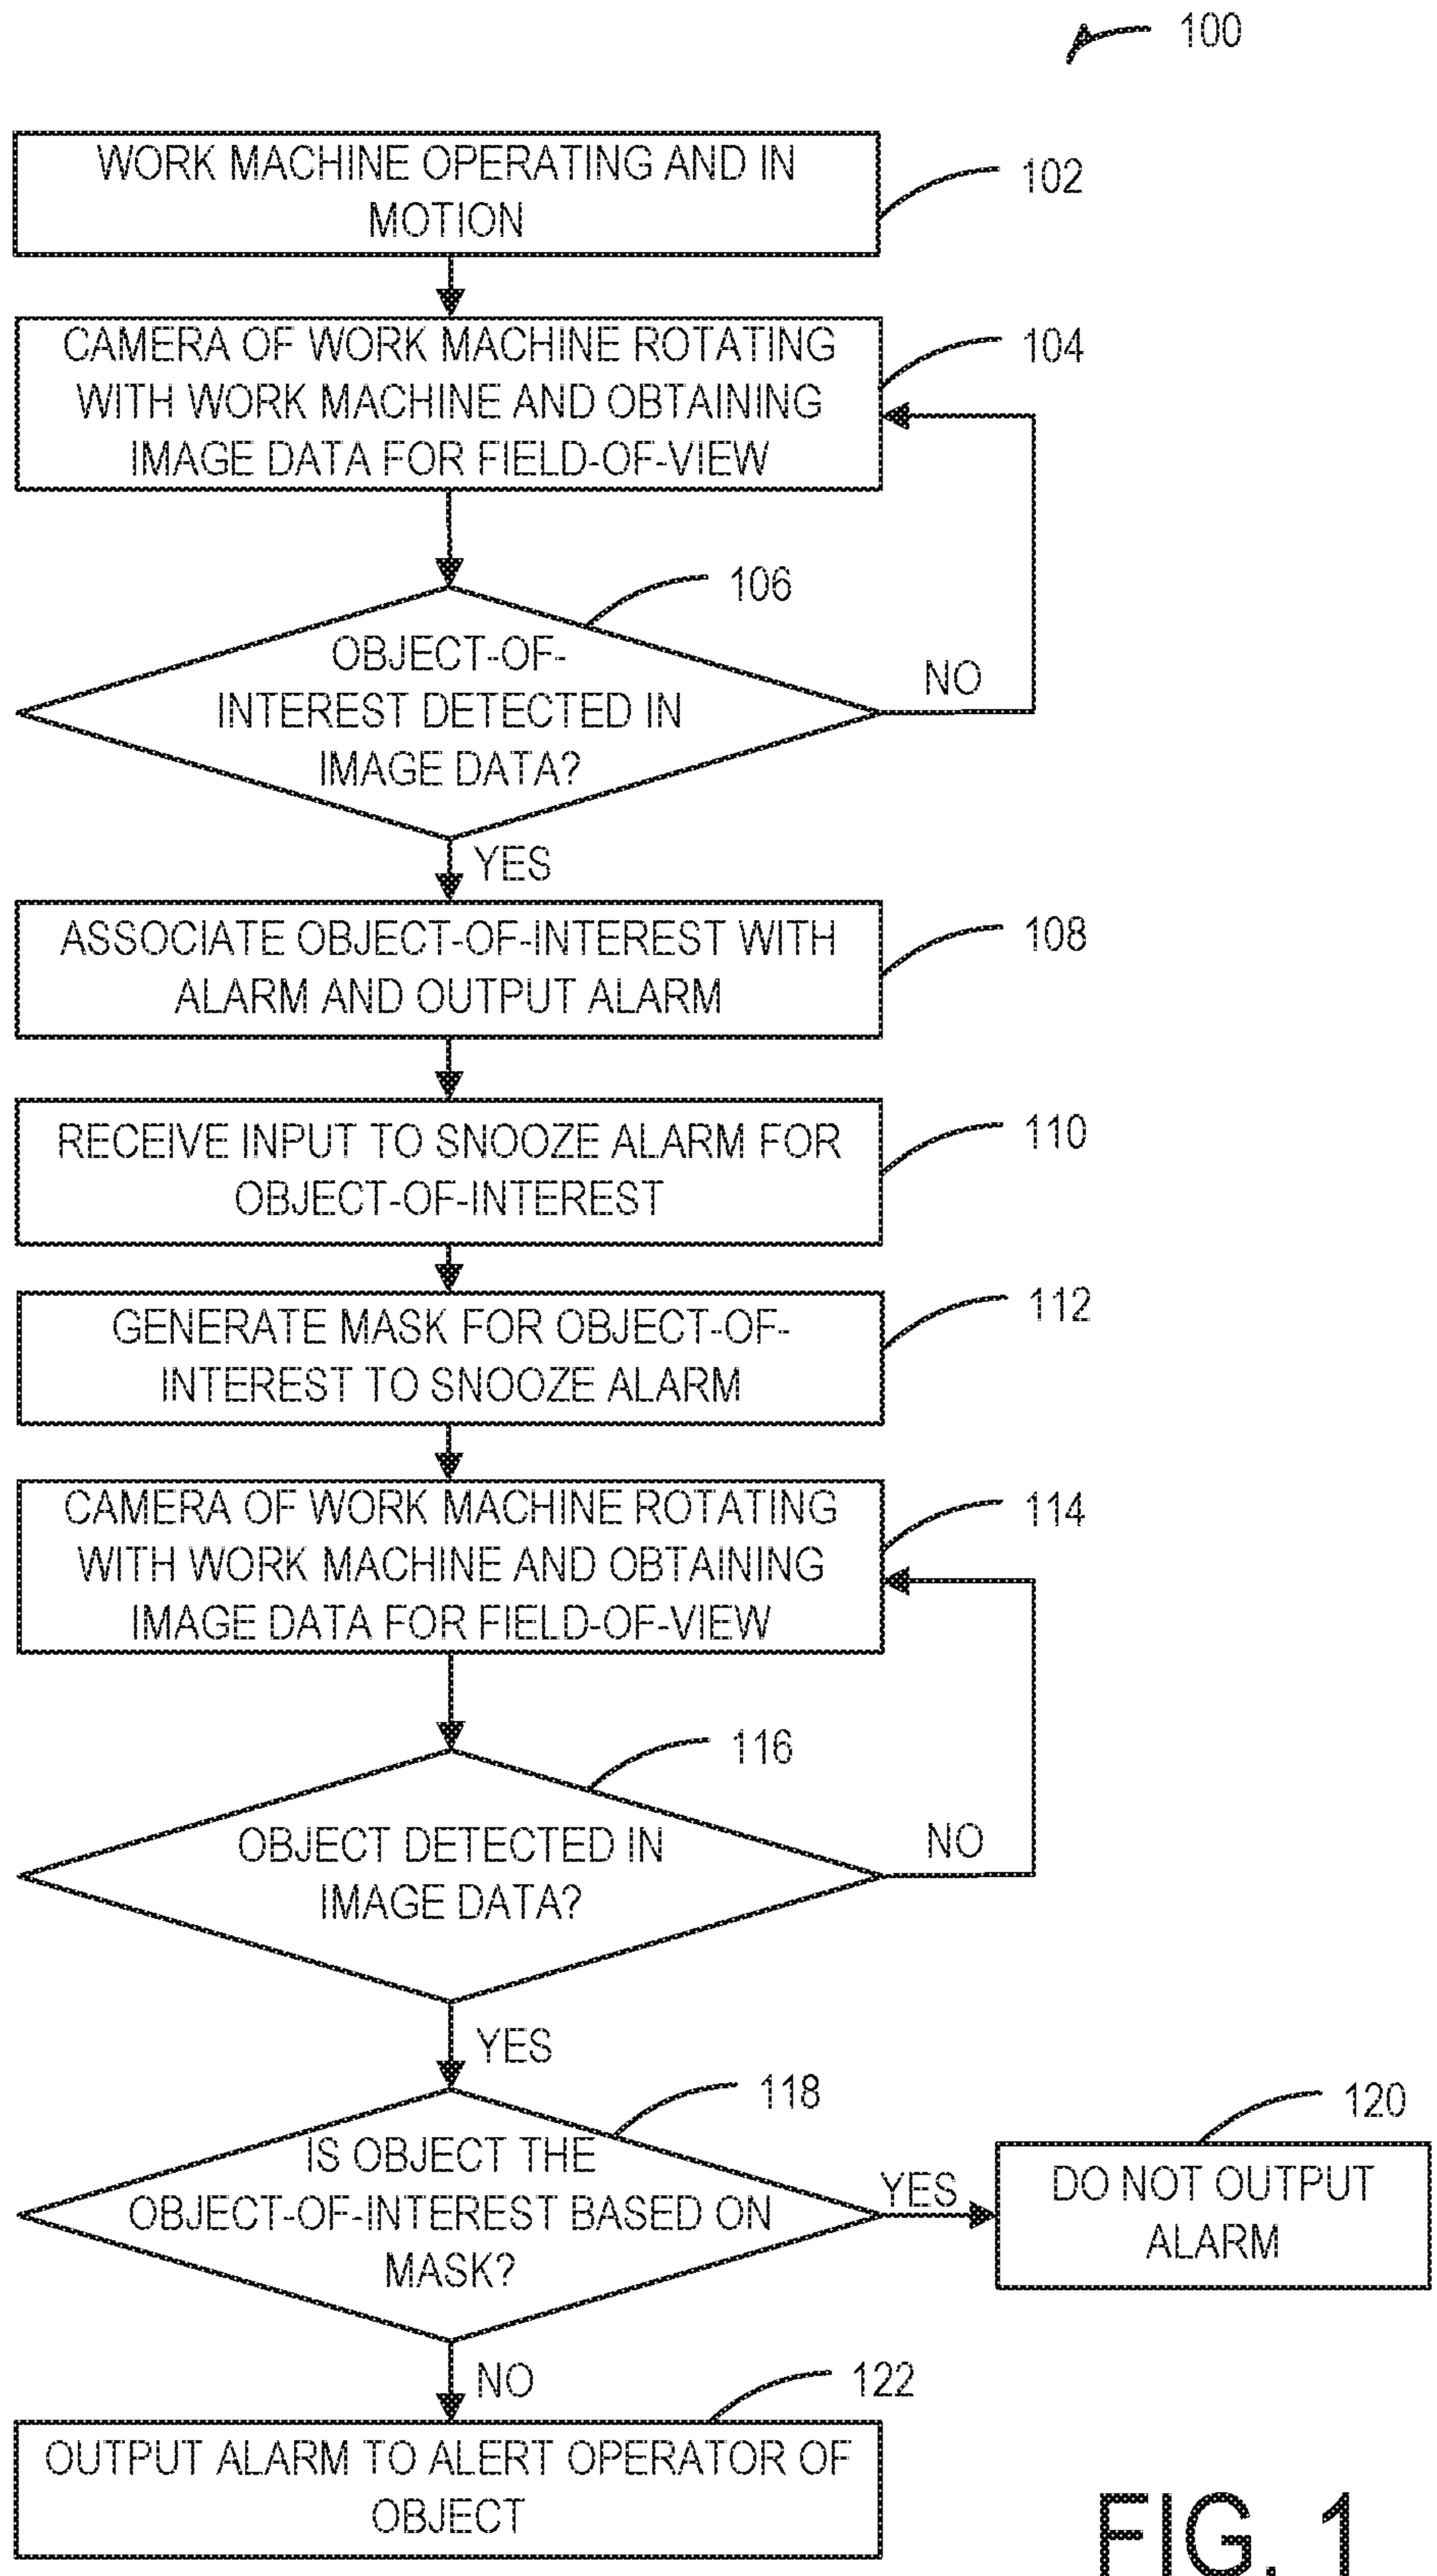 100
WORK MACHINE OPERATING AND IN
MOTION
102
CAMERA OF WORK MACHINE ROTATING
WITH WORK MACHINE AND OBTAINING
IMAGE DATA FOR FIELD-OF-VIEW
104
106
OBJECT-OF-
INTEREST DETECTED IN
IMAGE DATA?
NO
YES
ASSOCIATE OBJECT-OF-INTEREST WITH
ALARM AND OUTPUT ALARM
108
RECEIVE INPUT TO SNOOZE ALARM FOR
OBJECT-OF-INTEREST
110
GENERATE MASK FOR OBJECT-OF-
INTEREST TO SNOOZE ALARM
112
CAMERA OF WORK MACHINE ROTATING
WITH WORK MACHINE AND OBTAINING
IMAGE DATA FOR FIELD-OF-VIEW
114
116
OBJECT DETECTED IN
IMAGE DATA?
NO
YES
118
IS OBJECT THE
OBJECT-OF-INTEREST BASED ON
MASK?
YES
120
DO NOT OUTPUT
ALARM
NO
122
OUTPUT ALARM TO ALERT OPERATOR OF
OBJECT
FIG. 1